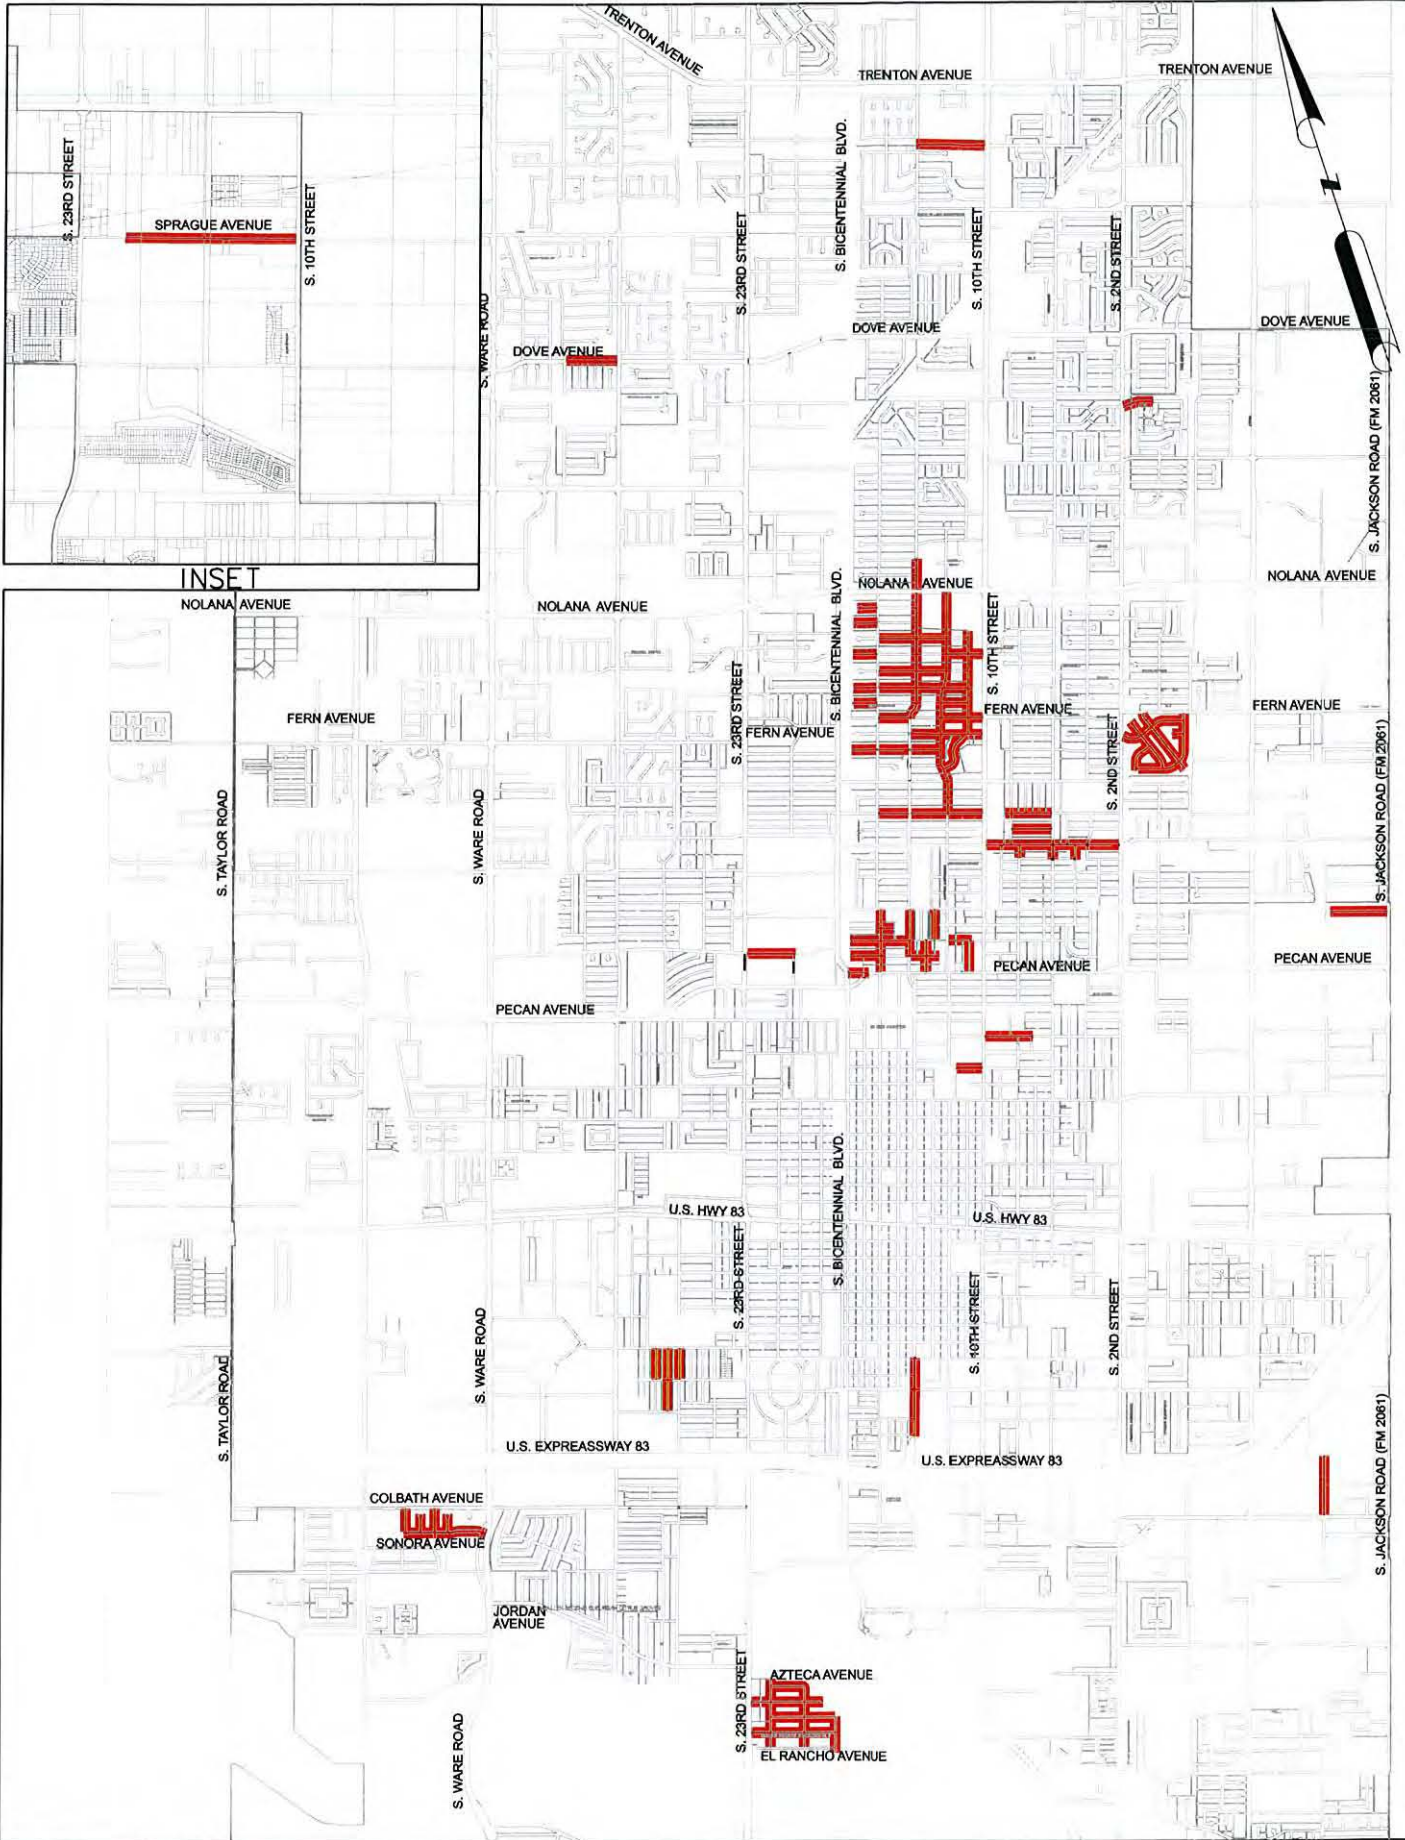 TRENTON AVENUE
TRENTON AVENUE
TRENTON AVENUE
S. 23RD STREET
SPRAGUE AVENUE
S. 10TH STREET
S. WARE ROAD
S. 23RD STREET
S. BICENTENNIAL BLVD.
S. 10TH STREET
S. 2ND STREET
N
DOVE AVENUE
DOVE AVENUE
DOVE AVENUE
S. JACKSON ROAD (FM 2061)
INSET
NOLANA AVENUE
NOLANA AVENUE
NOLANA AVENUE
NOLANA AVENUE
S. BICENTENNIAL BLVD.
S. 10TH STREET
S. 23RD STREET
FERN AVENUE
FERN AVENUE
FERN AVENUE
FERN AVENUE
S. 2ND STREET
S. JACKSON ROAD (FM 2061)
S. TAYLOR ROAD
S. WARE ROAD
PECAN AVENUE
PECAN AVENUE
PECAN AVENUE
S. BICENTENNIAL BLVD.
U.S. HWY 83
U.S. HWY 83
S. 23RD STREET
S. 10TH STREET
S. 2ND STREET
S. WARE ROAD
S. TAYLOR ROAD
U.S. EXPREASSWAY 83
U.S. EXPREASSWAY 83
S. JACKSON ROAD (FM 2061)
COLBATH AVENUE
SONORA AVENUE
JORDAN
AVENUE
S. 23RD STREET
AZTECA AVENUE
EL RANCHO AVENUE
S. WARE ROAD